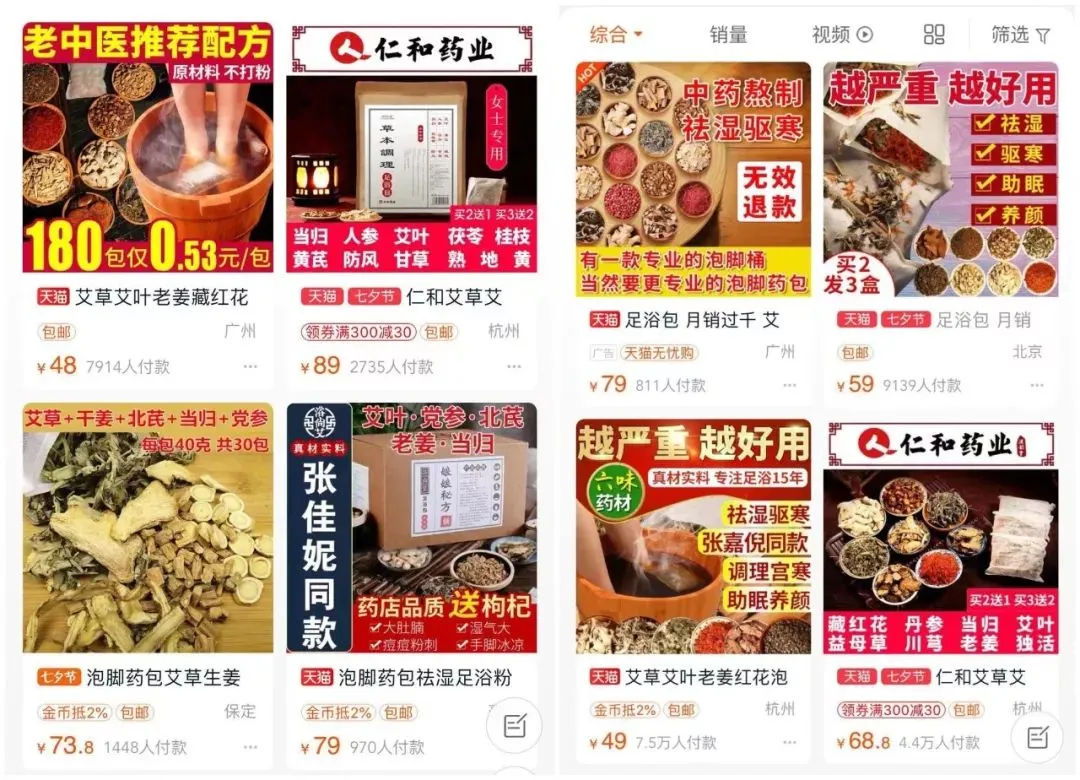 老中医推荐配方
原材料 不打粉
180包仅0.53元/包
天猫 艾草艾叶老姜藏红花
包邮 广州
¥48 7914人付款
仁和药业
女士专用
草本調理
足浴包
买2送1 买3送2
当归 人参 艾叶 茯苓 桂枝
黄芪 防风 甘草 熟 地 黄
天猫 七夕节 仁和艾草艾
领券满300减30 包邮 杭州
¥89 2735人付款
艾草+干姜+北芪+当归+党参
每包40克 共30包
七夕节 泡脚药包艾草生姜
金币抵2% 包邮 保定
¥73.8 1448人付款
浴尚艾
真材实料
张佳妮同款
艾叶·党参·北芪
老姜·当归
娘娘秘方
药店品质 送枸杞
大肚腩 湿气大
痘痘粉刺 手脚冰凉
天猫 泡脚药包祛湿足浴粉
金币抵2% 包邮
¥79 970人付款
综合 销量 视频 筛选
HOT
中药熬制
祛湿驱寒
无效
退款
有一款专业的泡脚桶
当然要更专业的泡脚药包
天猫 足浴包 月销过千 艾
广告 天猫无忧购 广州
¥79 811人付款
越严重 越好用
祛湿
驱寒
助眠
养颜
买2
发3盒
天猫 七夕节 足浴包 月销
包邮 北京
¥59 9139人付款
越严重 越好用
六味
药材
真材实料 专注足浴15年
祛湿驱寒
张嘉倪同款
调理宫寒
助眠养颜
天猫 艾草艾叶老姜红花泡
金币抵2% 包邮 杭州
¥49 7.5万人付款
仁和药业
买2送1 买3送2
藏红花 丹参 当归 艾叶
益母草 川芎 老姜 独活
天猫 七夕节 仁和艾草艾
领券满300减30 包邮 杭州
¥68.8 4.4万人付款